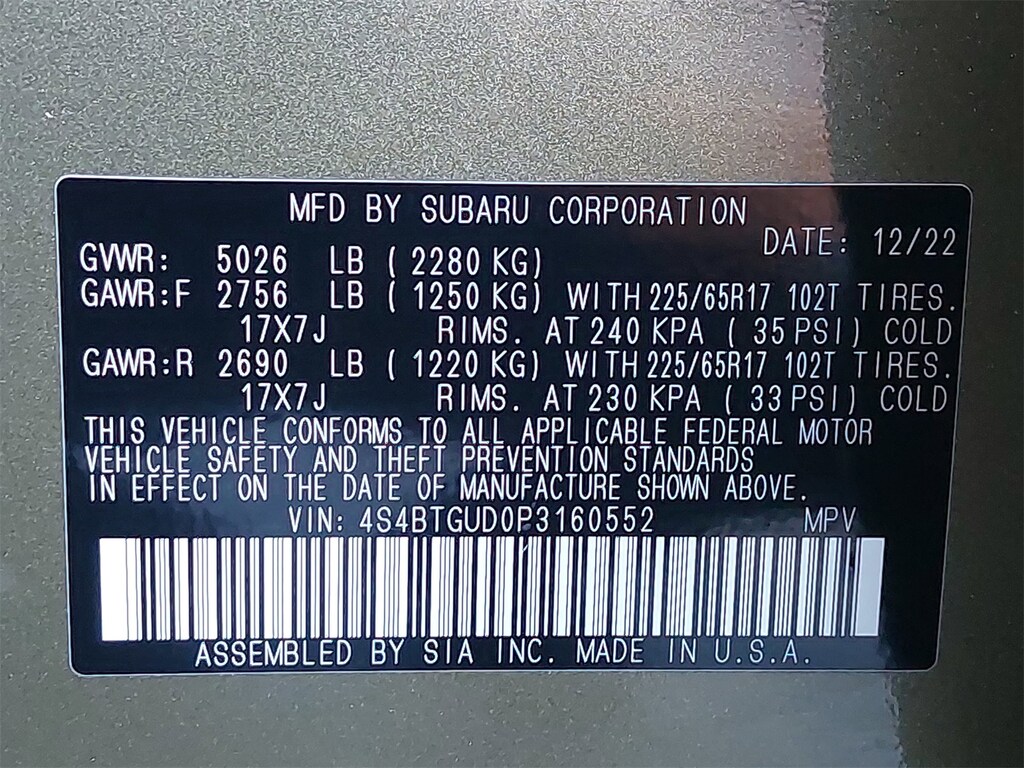 MFD BY SUBARU CORPORATION
DATE: 12/22
GVWR: 5026 LB ( 2280 KG)
GAWR:F 2756 LB ( 1250 KG) WITH 225/65R17 102T TIRES.
17X7J RIMS. AT 240 KPA ( 35 PSI) COLD
GAWR:R 2690 LB ( 1220 KG) WITH 225/65R17 102T TIRES.
17X7J RIMS. AT 230 KPA ( 33 PSI) COLD
THIS VEHICLE CONFORMS TO ALL APPLICABLE FEDERAL MOTOR
VEHICLE SAFETY AND THEFT PREVENTION STANDARDS
IN EFFECT ON THE DATE OF MANUFACTURE SHOWN ABOVE.
VIN: 4S4BTGUD0P3160552 MPV
ASSEMBLED BY SIA INC. MADE IN U.S.A.